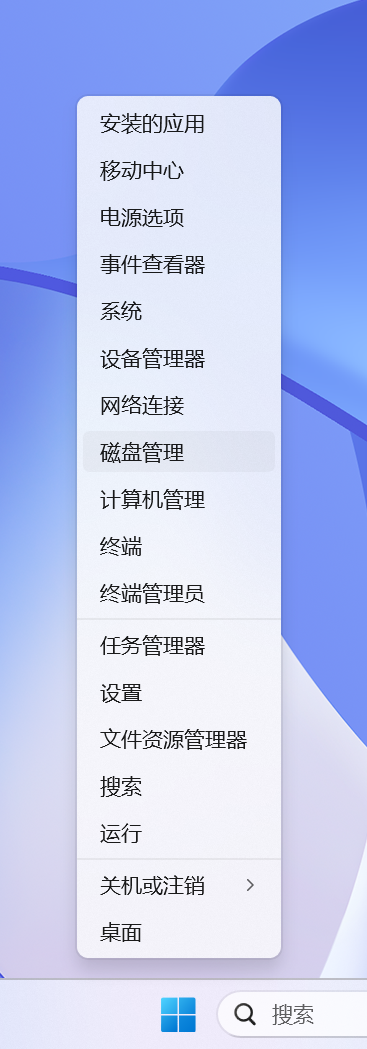 安装的应用
移动中心
电源选项
事件查看器
系统
设备管理器
网络连接
磁盘管理
计算机管理
终端
终端管理员
任务管理器
设置
文件资源管理器
搜索
运行
关机或注销
桌面
搜索